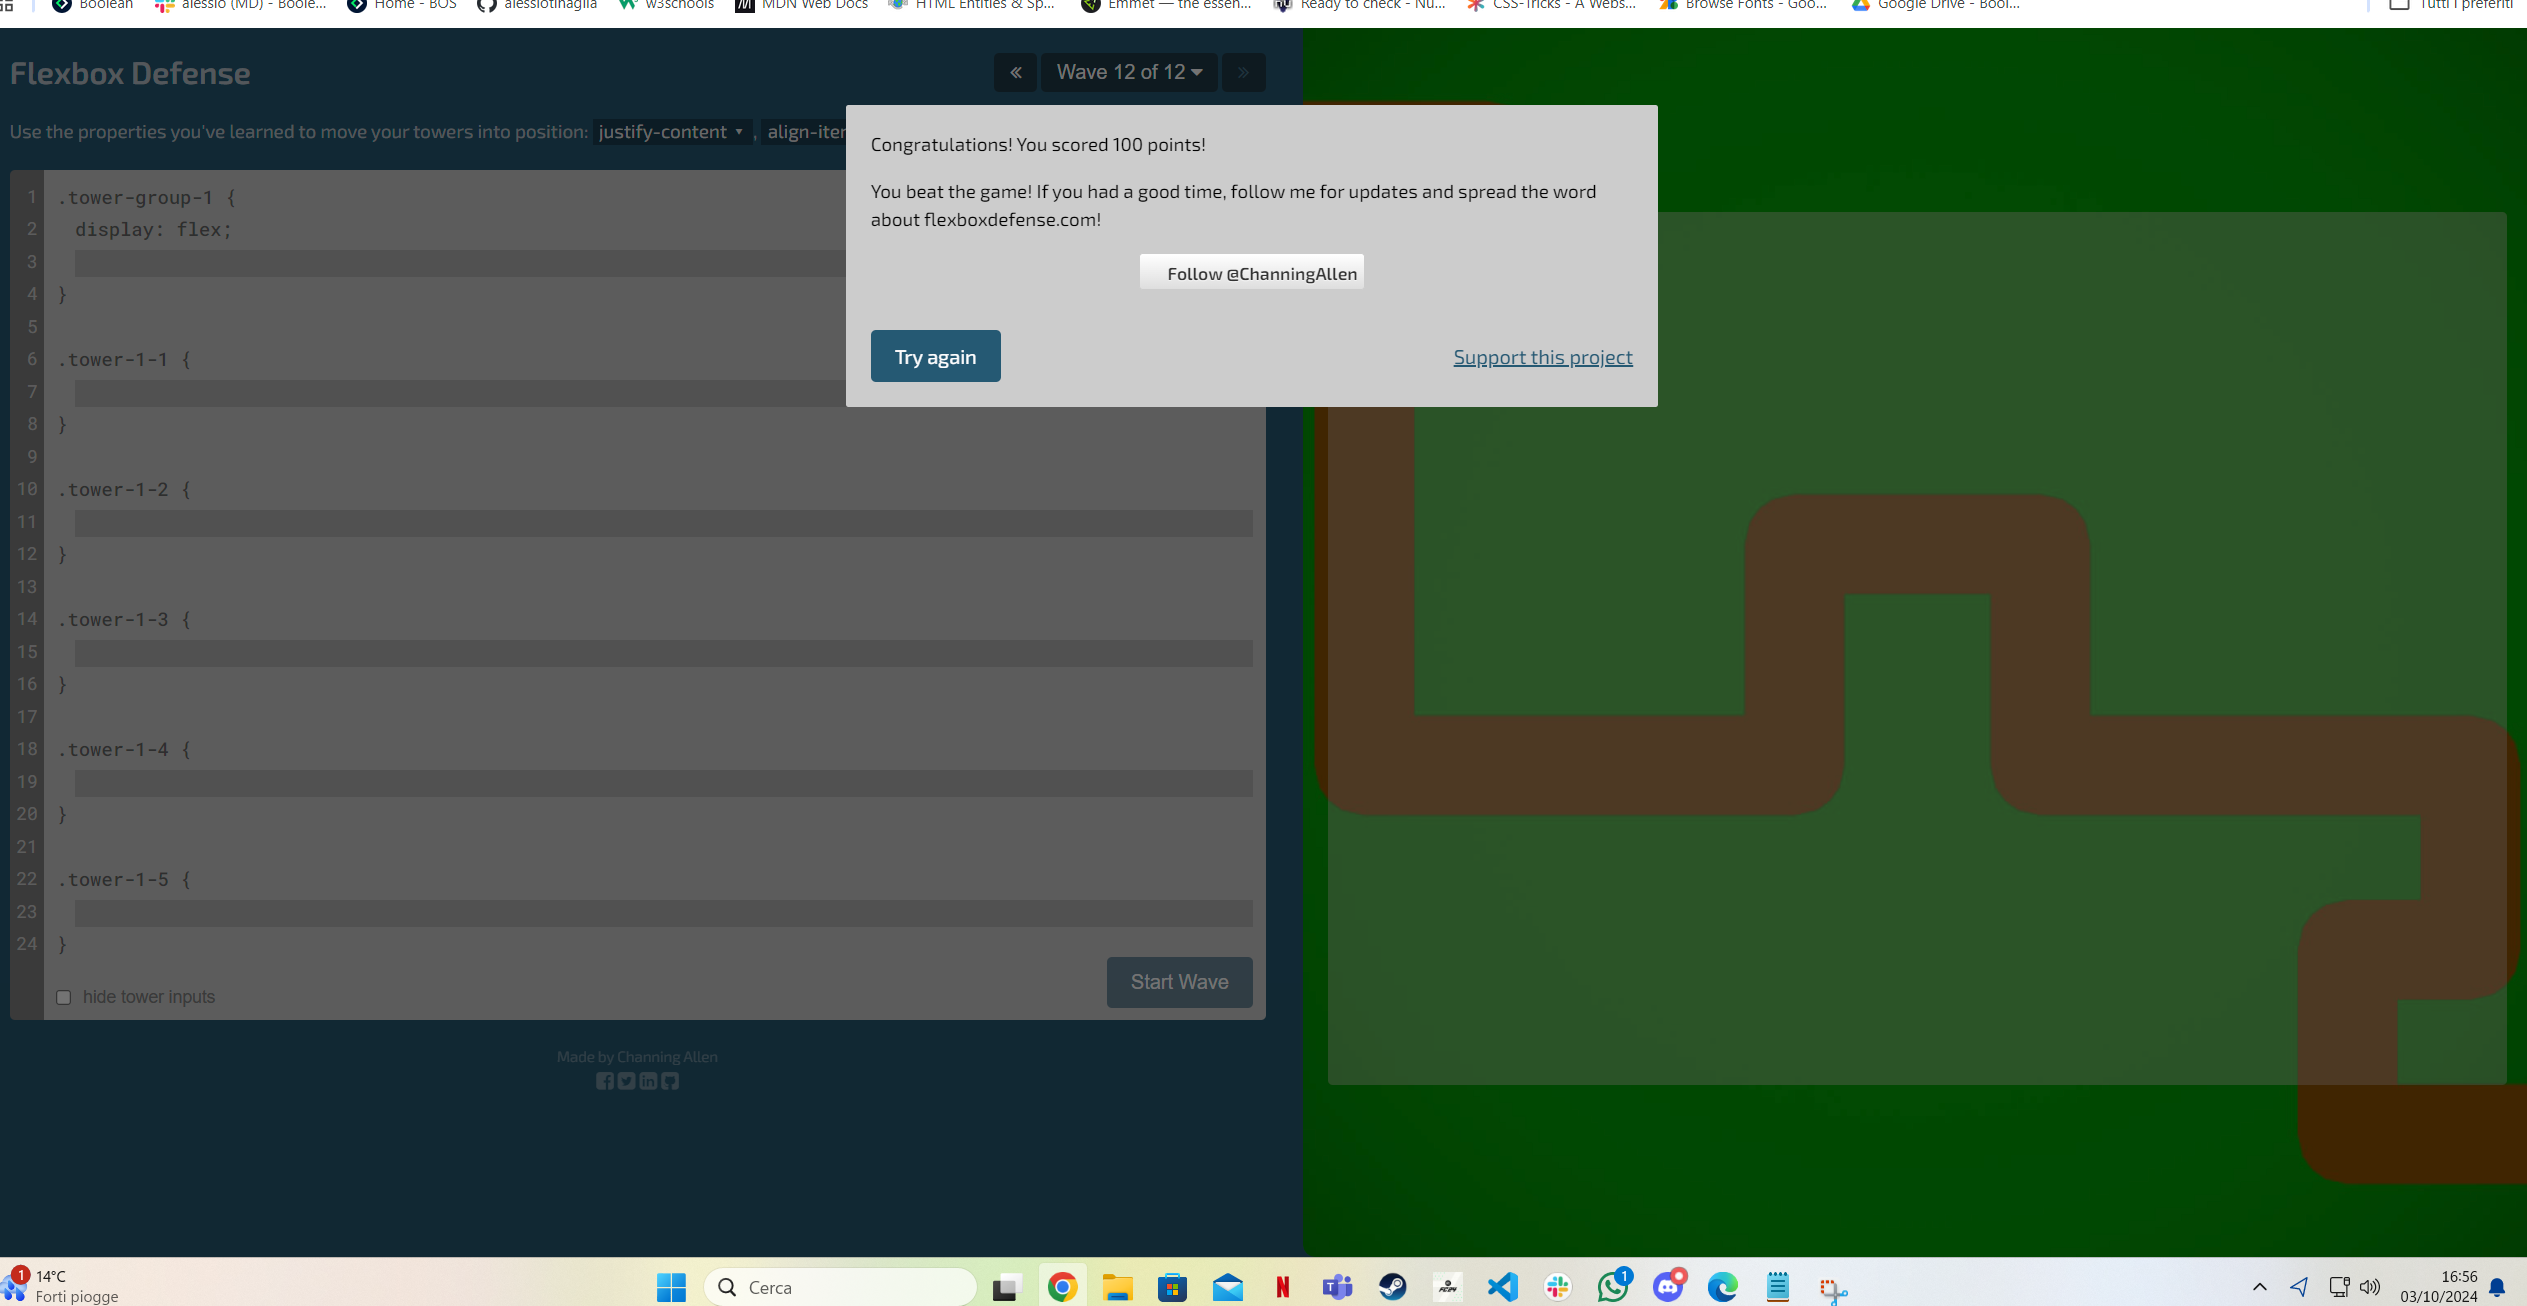 Boolean alessio (MD) - Boole... Home - BOS alessiotinaglia w3schools MDN Web Docs HTML Entities & Sp... Emmet — the essen... Ready to check - Nu... CSS-Tricks - A Webs... Browse Fonts - Goo... Google Drive - Bool... Tutti i preferiti
Flexbox Defense
« Wave 12 of 12 »
Use the properties you've learned to move your towers into position: justify-content , align-iter
Congratulations! You scored 100 points!
You beat the game! If you had a good time, follow me for updates and spread the word
about flexboxdefense.com!
Follow @ChanningAllen
Try again
Support this project
1 .tower-group-1 {
2 display: flex;
3
4 }
5
6 .tower-1-1 {
7
8 }
9
10 .tower-1-2 {
11
12 }
13
14 .tower-1-3 {
15
16 }
17
18 .tower-1-4 {
19
20 }
21
22 .tower-1-5 {
23
24 }
hide tower inputs
Start Wave
Made by Channing Allen
1
14°C
Forti piogge
Cerca
N
FC24
1
16:56
03/10/2024